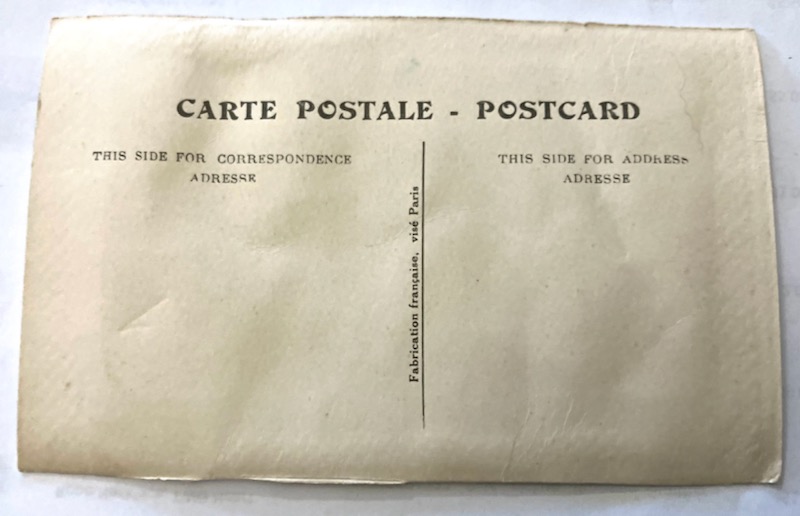 CARTE POSTALE - POSTCARD
THIS SIDE FOR CORRESPONDENCE
ADRESSE
Fabrication française, visé Paris
THIS SIDE FOR ADDRESS
ADRESSE